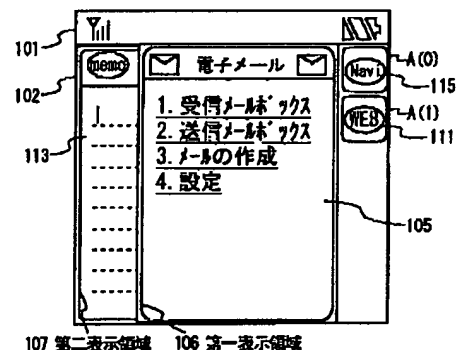 101
102 memo
電子メール
Navi A(0)
115
WEB A(1)
111
113
1. 受信メールボックス
2. 送信メールボックス
3. メールの作成
4. 設定
105
107 第二表示領域 106 第一表示領域